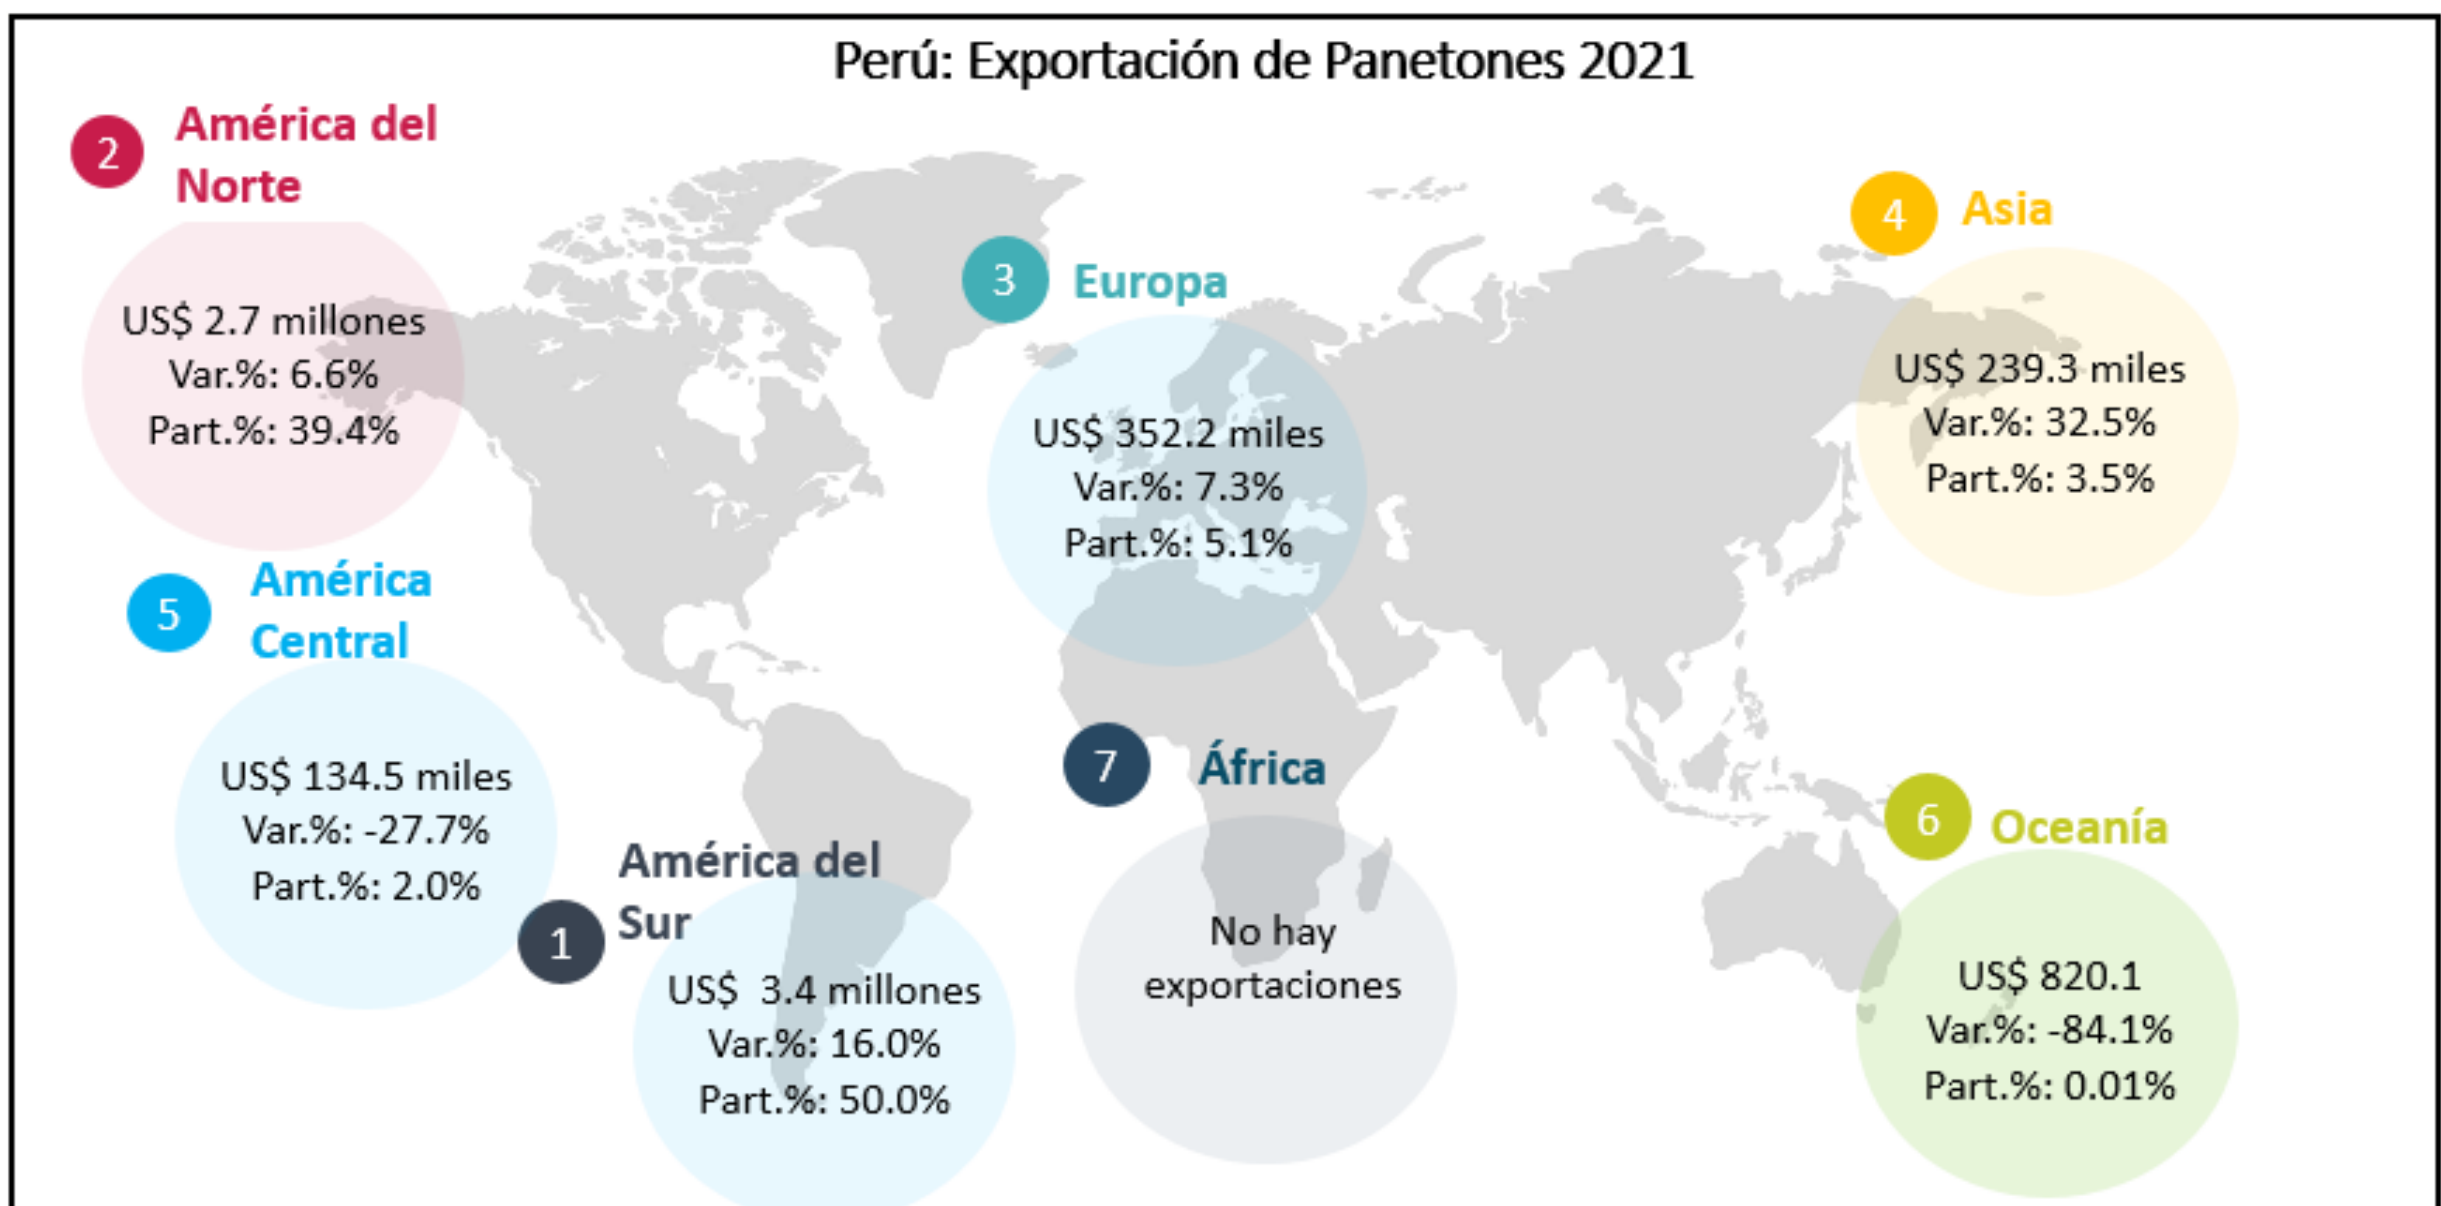 Perú: Exportación de Panetones 2021
2
América del
Norte
US$ 2.7 millones
Var.%: 6.6%
Part.%: 39.4%
3
Europa
US$ 352.2 miles
Var.%: 7.3%
Part.%: 5.1%
4
Asia
US$ 239.3 miles
Var.%: 32.5%
Part.%: 3.5%
5
América
Central
US$ 134.5 miles
Var.%: -27.7%
Part.%: 2.0%
1
América del
Sur
US$  3.4 millones
Var.%: 16.0%
Part.%: 50.0%
7
África
No hay
exportaciones
6
Oceanía
US$ 820.1
Var.%: -84.1%
Part.%: 0.01%